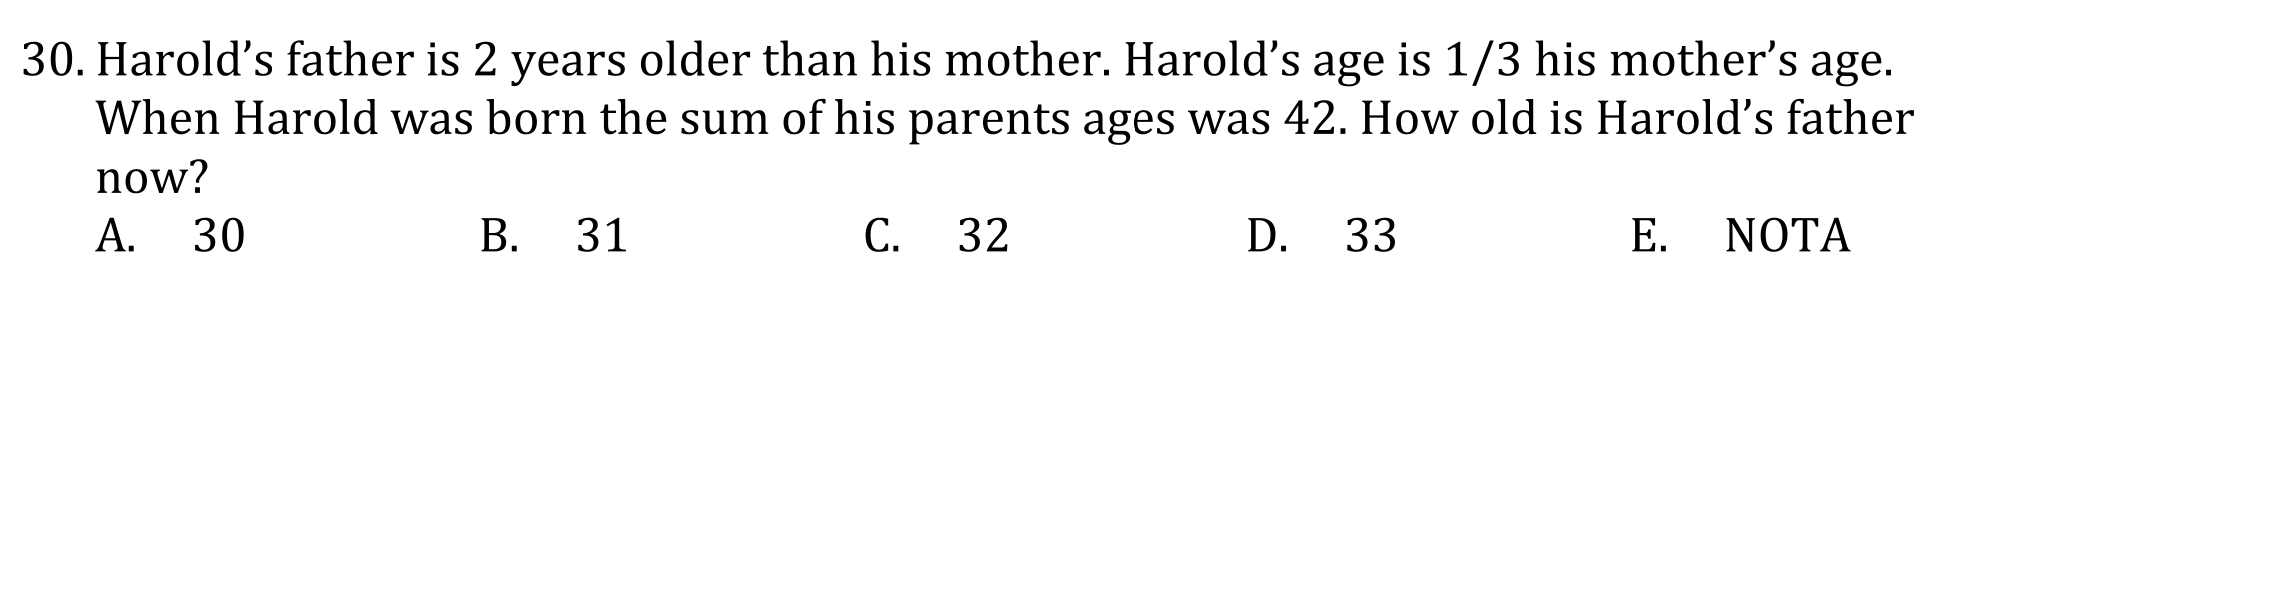 30. Harold’s father is 2 years older than his mother. Harold’s age is 1/3 his mother’s age.
When Harold was born the sum of his parents ages was 42. How old is Harold’s father
now?
A. 30 B. 31 C. 32 D. 33 E. NOTA